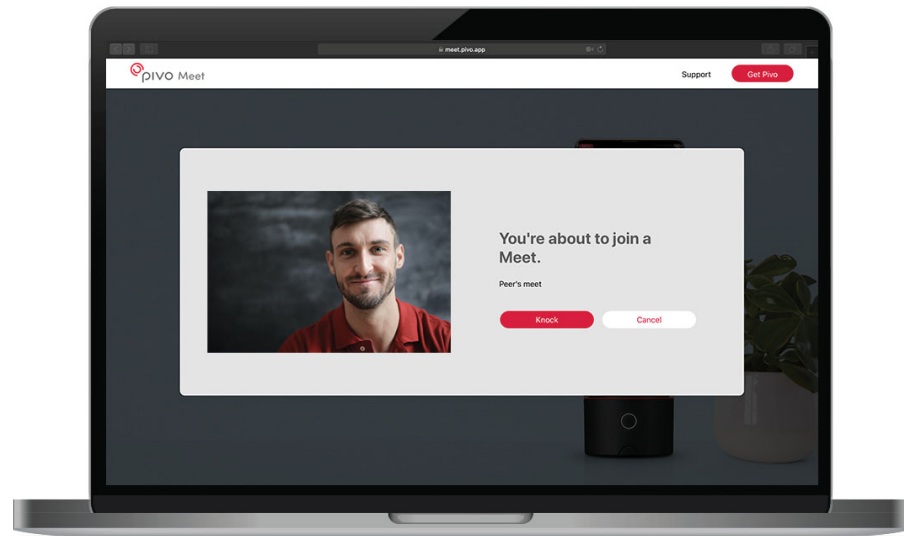 meet.pivo.app
pivo Meet
Support
Get Pivo
You're about to join a
Meet.
Peer's meet
Knock
Cancel